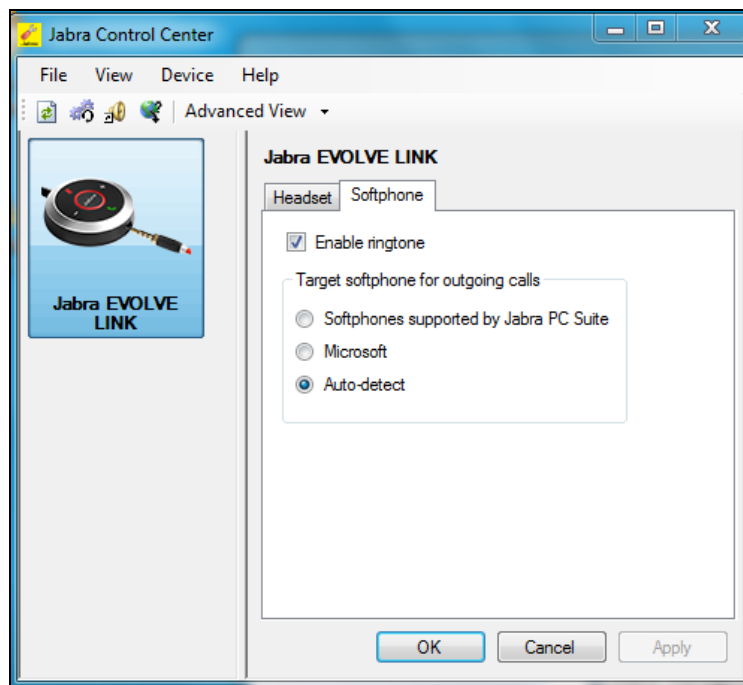 Jabra Control Center
File View Device Help
Advanced View
Jabra EVOLVE LINK
Headset Softphone
Enable ringtone
Target softphone for outgoing calls
Softphones supported by Jabra PC Suite
Microsoft
Auto-detect
Jabra EVOLVE
LINK
OK Cancel Apply